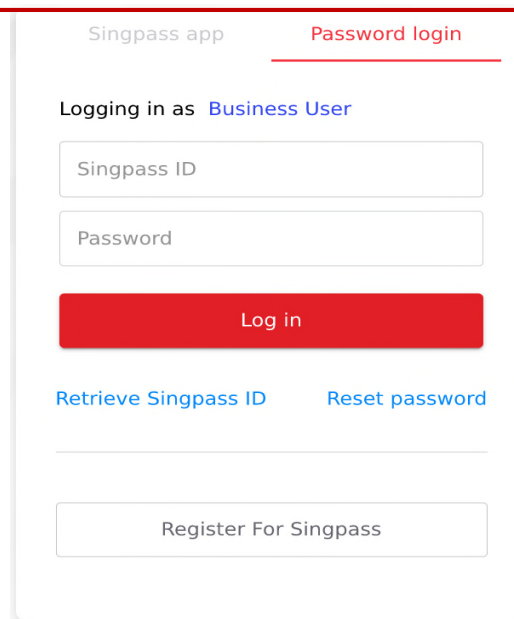 Singpass app Password login
Logging in as Business User
Singpass ID
Password
Log in
Retrieve Singpass ID Reset password
Register For Singpass